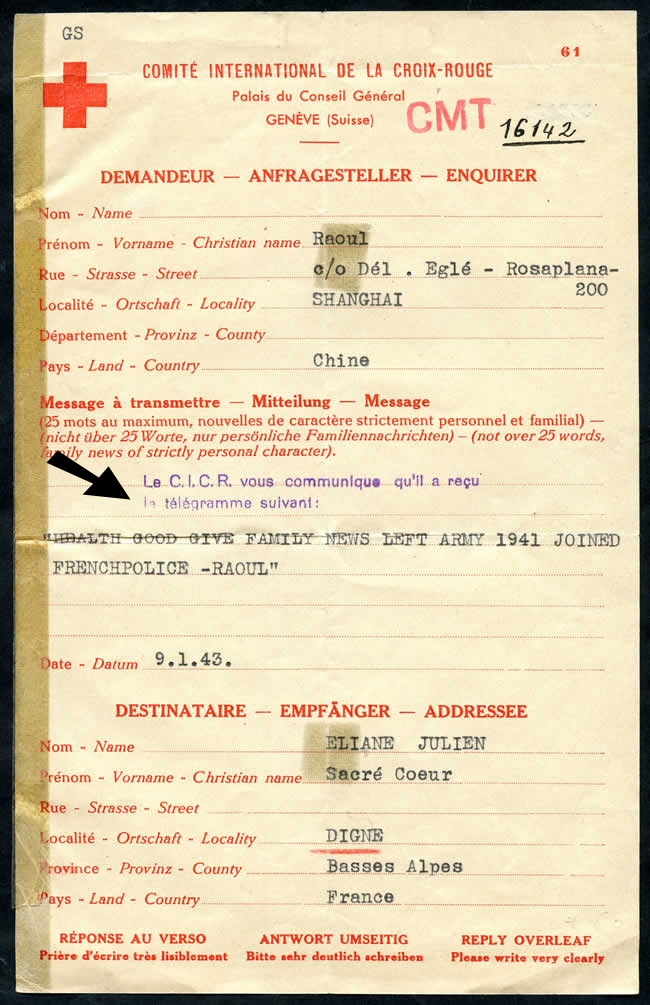 GS
61
COMITÉ INTERNATIONAL DE LA CROIX-ROUGE
Palais du Conseil Général
GENÈVE (Suisse)
CMT
16142
DEMANDEUR — ANFRAGESTELLER — ENQUIRER
Nom - Name
Prénom - Vorname - Christian name Raoul
Rue - Strasse - Street c/o Dél . Eglé - Rosaplana-
200
Localité - Ortschaft - Locality SHANGHAI
Département - Provinz - County
Pays - Land - Country Chine
Message à transmettre — Mitteilung — Message
(25 mots au maximum, nouvelles de caractère strictement personnel et familial) —
(nicht über 25 Worte, nur persönliche Familiennachrichten) – (not over 25 words,
family news of strictly personal character).
Le C.I.C.R. vous communique qu'il a reçu
le télégramme suivant:
"HEALTH GOOD GIVE FAMILY NEWS LEFT ARMY 1941 JOINED
FRENCHPOLICE -RAOUL"
Date - Datum 9.1.43.
DESTINATAIRE — EMPFÄNGER — ADDRESSEE
Nom - Name ELIANE JULIEN
Prénom - Vorname - Christian name Sacré Coeur
Rue - Strasse - Street
Localité - Ortschaft - Locality DIGNE
Province - Provinz - County Basses Alpes
Pays - Land - Country France
RÉPONSE AU VERSO ANTWORT UMSEITIG REPLY OVERLEAF
Prière d'écrire très lisiblement Bitte sehr deutlich schreiben Please write very clearly